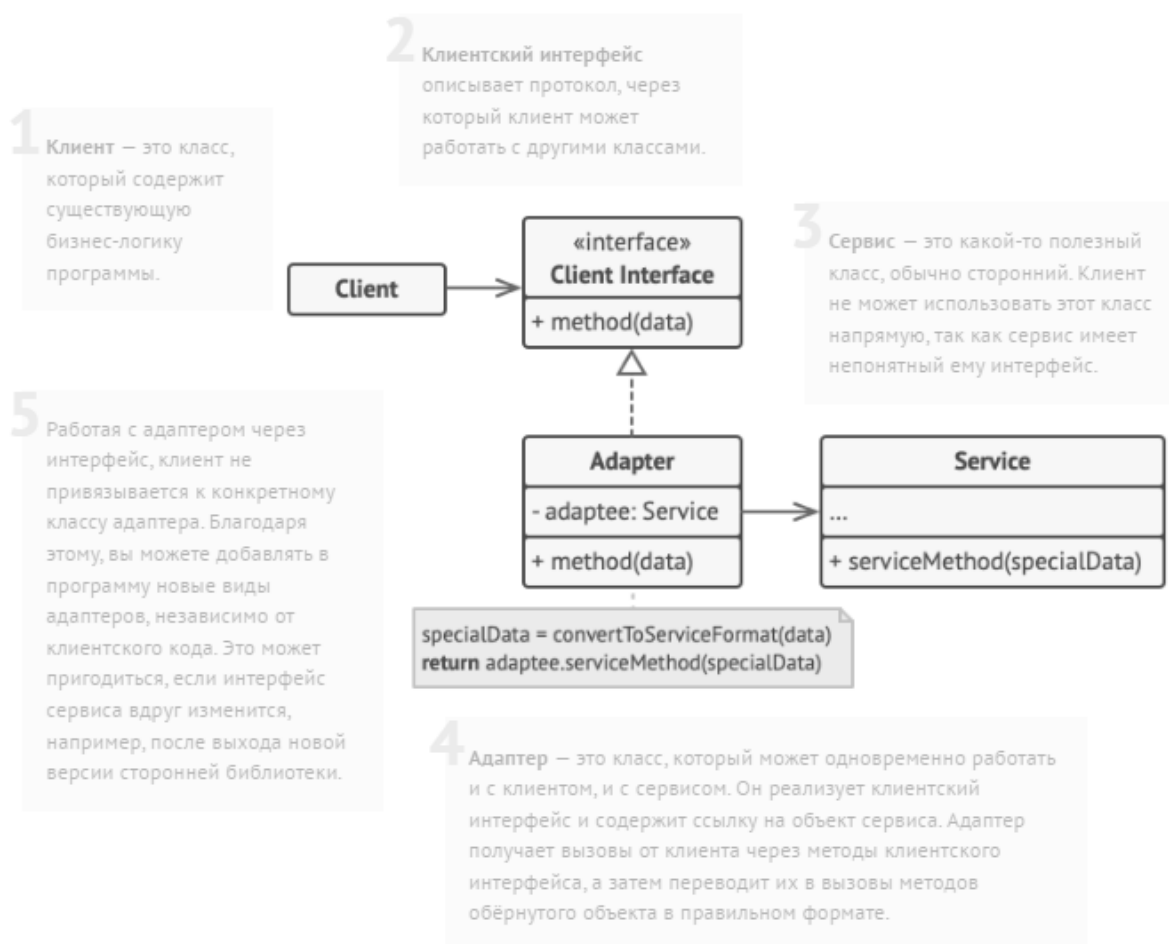 1
Клиент — это класс,
который содержит
существующую
бизнес-логику
программы.
2
Клиентский интерфейс
описывает протокол, через
который клиент может
работать с другими классами.
Client
«interface»
Client Interface
+ method(data)
3
Сервис — это какой-то полезный
класс, обычно сторонний. Клиент
не может использовать этот класс
напрямую, так как сервис имеет
непонятный ему интерфейс.
Adapter
- adaptee: Service
+ method(data)
Service
...
+ serviceMethod(specialData)
specialData = convertToServiceFormat(data)
return adaptee.serviceMethod(specialData)
4
Адаптер — это класс, который может одновременно работать
и с клиентом, и с сервисом. Он реализует клиентский
интерфейс и содержит ссылку на объект сервиса. Адаптер
получает вызовы от клиента через методы клиентского
интерфейса, а затем переводит их в вызовы методов
обёрнутого объекта в правильном формате.
5
Работая с адаптером через
интерфейс, клиент не
привязывается к конкретному
классу адаптера. Благодаря
этому, вы можете добавлять в
программу новые виды
адаптеров, независимо от
клиентского кода. Это может
пригодиться, если интерфейс
сервиса вдруг изменится,
например, после выхода новой
версии сторонней библиотеки.